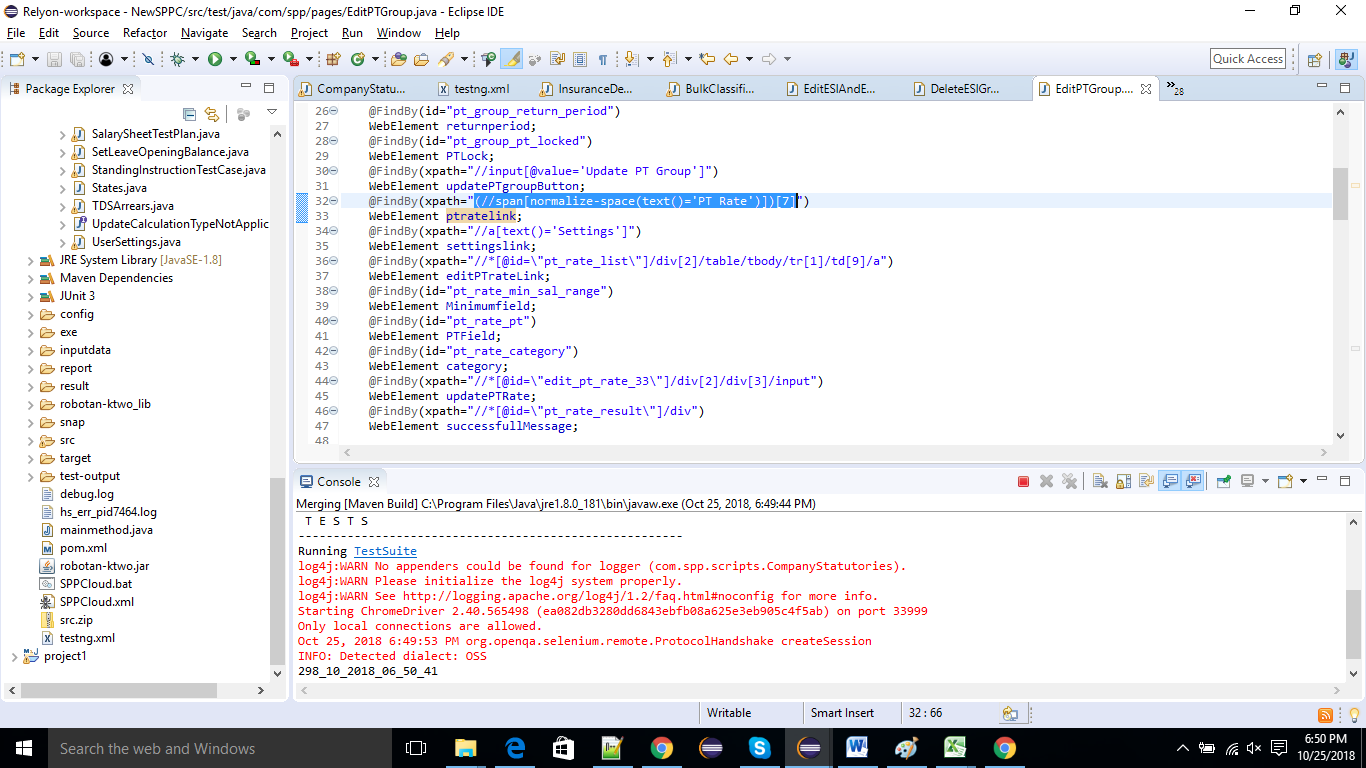 Relyon-workspace - NewSPPC/src/test/java/com/spp/pages/EditPTGroup.java - Eclipse IDE
File Edit Source Refactor Navigate Search Project Run Window Help
Quick Access
Package Explorer
CompanyStatu... testng.xml InsuranceDe... BulkClassifi... EditESIAndE... DeleteESIGr... EditPTGroup.... »28
SalarySheetTestPlan.java
SetLeaveOpeningBalance.java
StandingInstructionTestCase.java
States.java
TDSArrears.java
UpdateCalculationTypeNotApplic
UserSettings.java
JRE System Library [JavaSE-1.8]
Maven Dependencies
JUnit 3
config
exe
inputdata
report
result
robotan-ktwo_lib
snap
src
target
test-output
debug.log
hs_err_pid7464.log
mainmethod.java
pom.xml
robotan-ktwo.jar
SPPCloud.bat
SPPCloud.xml
src.zip
testng.xml
project1
26 @FindBy(id="pt_group_return_period")
27 WebElement returnperiod;
28 @FindBy(id="pt_group_pt_locked")
29 WebElement PTLock;
30 @FindBy(xpath="//input[@value='Update PT Group']")
31 WebElement updatePTgroupButton;
32 @FindBy(xpath="(//span[normalize-space(text()='PT Rate')])[7]")
33 WebElement ptratelink;
34 @FindBy(xpath="//a[text()='Settings']")
35 WebElement settingslink;
36 @FindBy(xpath="//*[@id=\"pt_rate_list\"]/div[2]/table/tbody/tr[1]/td[9]/a")
37 WebElement editPTrateLink;
38 @FindBy(id="pt_rate_min_sal_range")
39 WebElement Minimumfield;
40 @FindBy(id="pt_rate_pt")
41 WebElement PTField;
42 @FindBy(id="pt_rate_category")
43 WebElement category;
44 @FindBy(xpath="//*[@id=\"edit_pt_rate_33\"]/div[2]/div[3]/input")
45 WebElement updatePTRate;
46 @FindBy(xpath="//*[@id=\"pt_rate_result\"]/div")
47 WebElement successfullMessage;
48
Console
Merging [Maven Build] C:\Program Files\Java\jre1.8.0_181\bin\javaw.exe (Oct 25, 2018, 6:49:44 PM)
T E S T S
-------------------------------------------------------
Running TestSuite
log4j:WARN No appenders could be found for logger (com.spp.scripts.CompanyStatutories).
log4j:WARN Please initialize the log4j system properly.
log4j:WARN See http://logging.apache.org/log4j/1.2/faq.html#noconfig for more info.
Starting ChromeDriver 2.40.565498 (ea082db3280dd6843ebfb08a625e3eb905c4f5ab) on port 33999
Only local connections are allowed.
Oct 25, 2018 6:49:53 PM org.openqa.selenium.remote.ProtocolHandshake createSession
INFO: Detected dialect: OSS
298_10_2018_06_50_41
Writable Smart Insert 32 : 66
Search the web and Windows
6:50 PM
10/25/2018